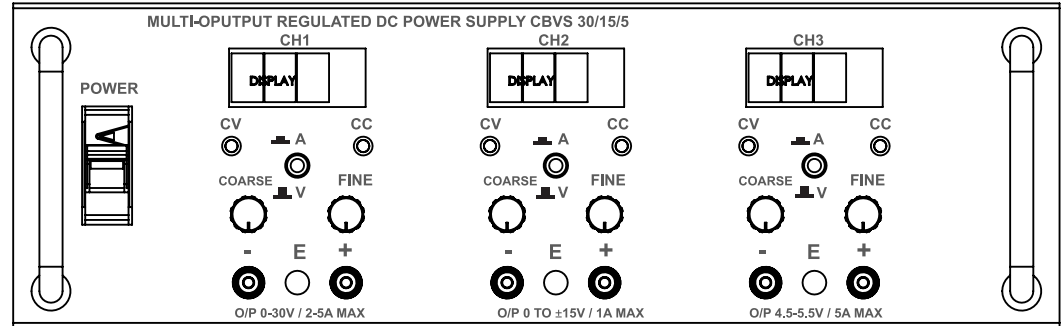 MULTI-OPUTPUT REGULATED DC POWER SUPPLY CBVS 30/15/5
CH1 CH2 CH3
DISPLAY DISPLAY DISPLAY
POWER
CV CC CV CC CV CC
A A A
COARSE FINE COARSE FINE COARSE FINE
V V V
- E + - E + - E +
O/P 0-30V / 2-5A MAX O/P 0 TO ±15V / 1A MAX O/P 4.5-5.5V / 5A MAX